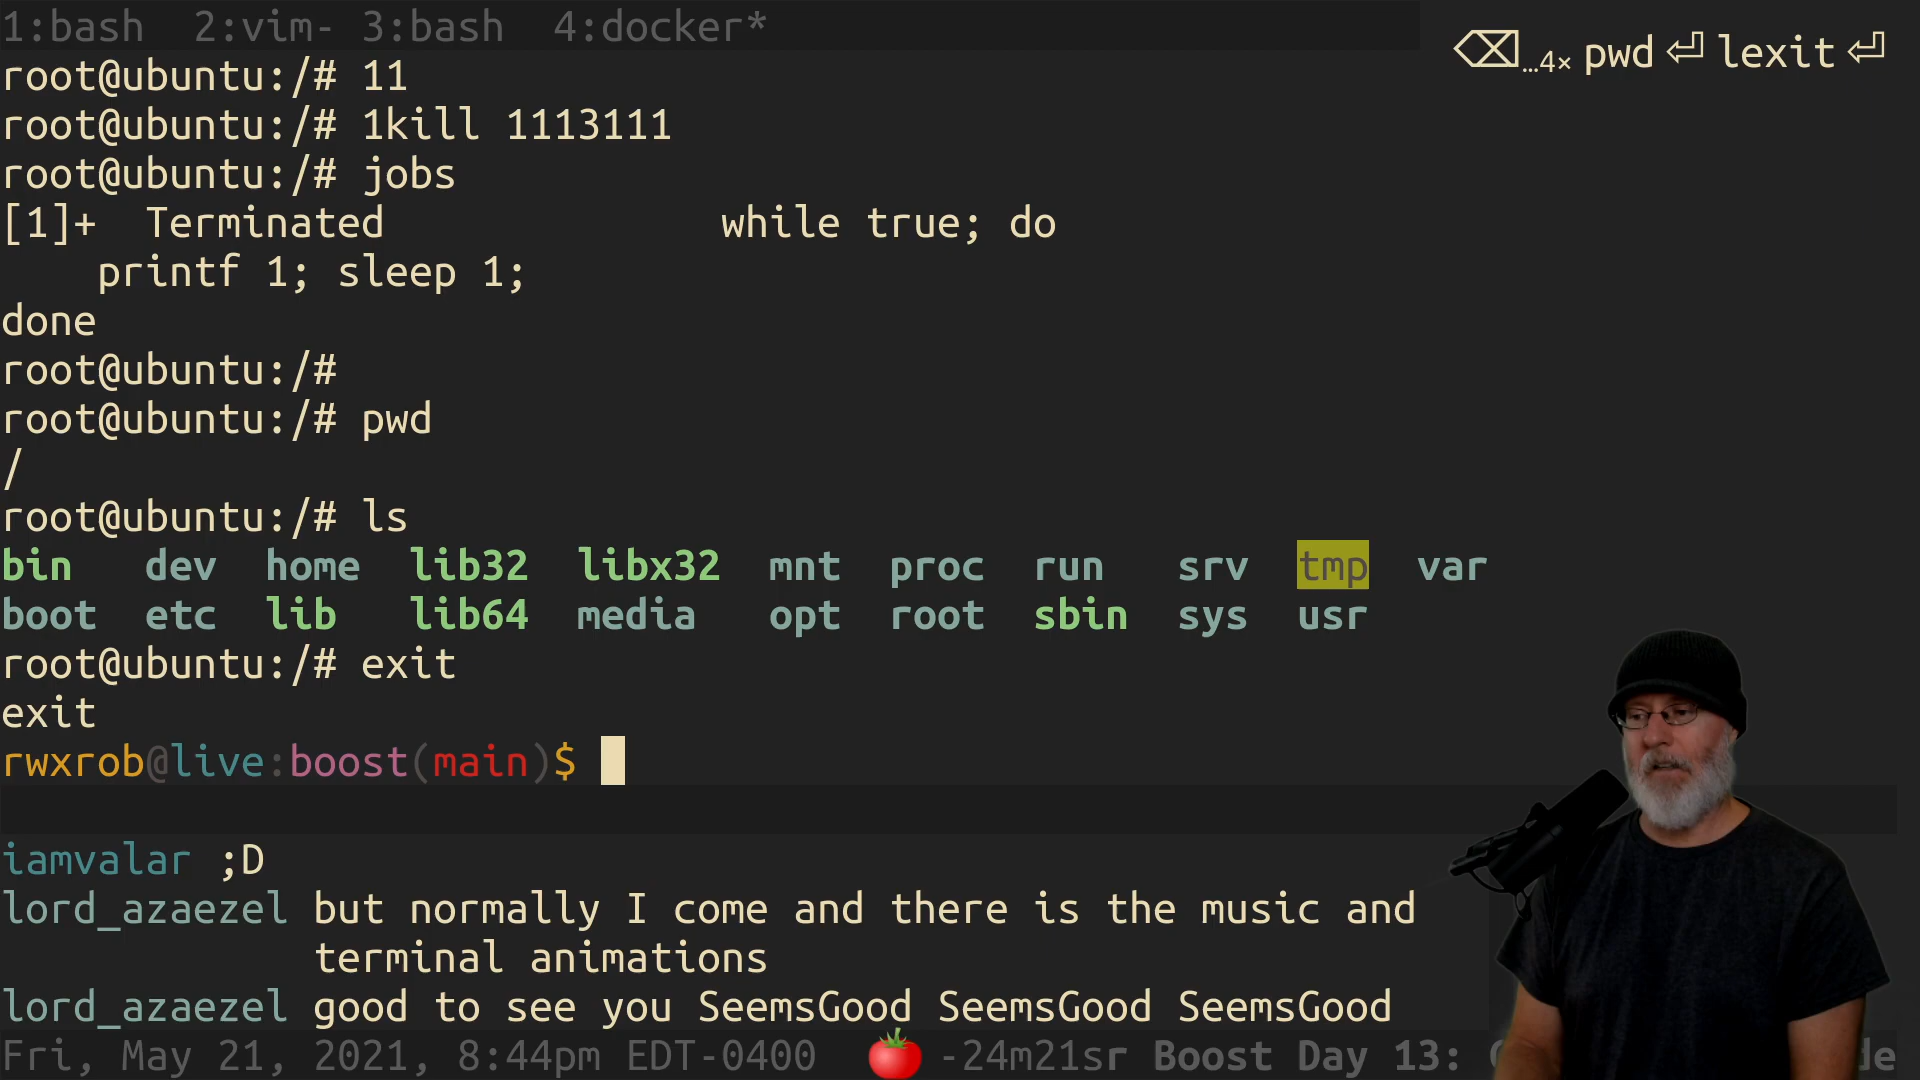 1:bash  2:vim- 3:bash  4:docker*
⌫…4× pwd⏎ lexit⏎
root@ubuntu:/# 11
root@ubuntu:/# 1kill 1113111
root@ubuntu:/# jobs
[1]+  Terminated              while true; do
    printf 1; sleep 1;
done
root@ubuntu:/#
root@ubuntu:/# pwd
/
root@ubuntu:/# ls
bin   dev  home  lib32  libx32  mnt  proc  run   srv  tmp  var
boot  etc  lib   lib64  media   opt  root  sbin  sys  usr
root@ubuntu:/# exit
exit
rwxrob@live:boost(main)$
iamvalar ;D
lord_azaezel but normally I come and there is the music and
terminal animations
lord_azaezel good to see you SeemsGood SeemsGood SeemsGood
Fri, May 21, 2021, 8:44pm EDT-0400  🍅 -24m21sr Boost Day 13: